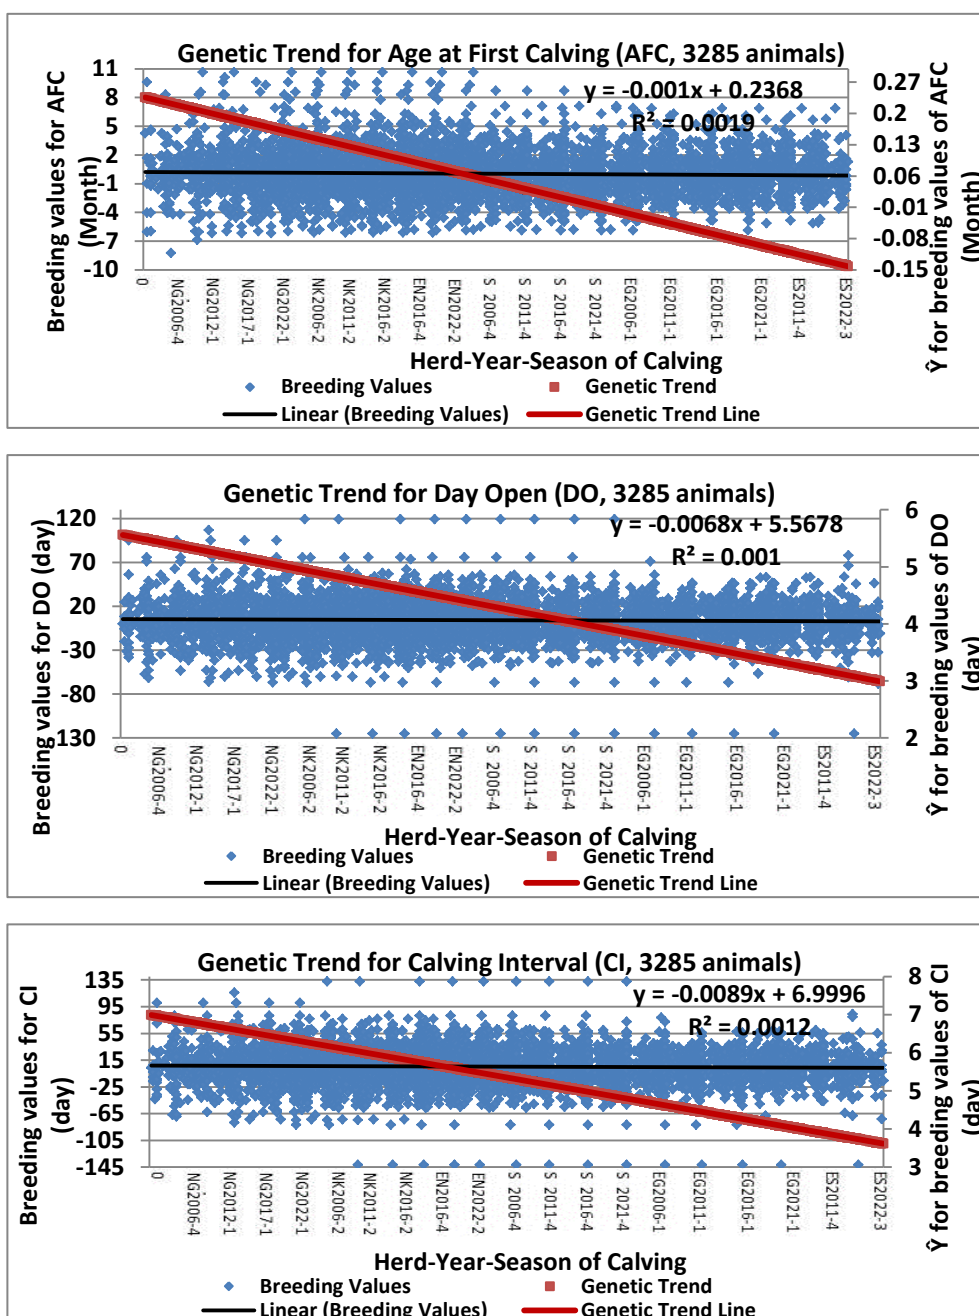 Genetic Trend for Age at First Calving (AFC, 3285 animals)
y = -0.001x + 0.2368
R² = 0.0019
Breeding values for AFC
(Month)
11
8
5
2
-1
-4
-7
-10
0.27
0.2
0.13
0.06
-0.01
-0.08
-0.15
Ŷ for breeding values of AFC
(Month)
0
NG2006-4
NG2012-1
NG2017-1
NG2022-1
NK2006-2
NK2011-2
NK2016-2
EN2016-4
EN2022-2
S 2006-4
S 2011-4
S 2016-4
S 2021-4
EG2006-1
EG2011-1
EG2016-1
EG2021-1
ES2011-4
ES2022-3
Herd-Year-Season of Calving
Breeding Values
Genetic Trend
Linear (Breeding Values)
Genetic Trend Line
Genetic Trend for Day Open (DO, 3285 animals)
y = -0.0068x + 5.5678
R² = 0.001
Breeding values for DO (day)
120
70
20
-30
-80
-130
6
5
4
3
2
Ŷ for breeding values of DO
(day)
0
NG2006-4
NG2012-1
NG2017-1
NG2022-1
NK2006-2
NK2011-2
NK2016-2
EN2016-4
EN2022-2
S 2006-4
S 2011-4
S 2016-4
S 2021-4
EG2006-1
EG2011-1
EG2016-1
EG2021-1
ES2011-4
ES2022-3
Herd-Year-Season of Calving
Breeding Values
Genetic Trend
Linear (Breeding Values)
Genetic Trend Line
Genetic Trend for Calving Interval (CI, 3285 animals)
y = -0.0089x + 6.9996
R² = 0.0012
Breeding values for CI
(day)
135
95
55
15
-25
-65
-105
-145
8
7
6
5
4
3
Ŷ for breeding values of CI
(day)
0
NG2006-4
NG2012-1
NG2017-1
NG2022-1
NK2006-2
NK2011-2
NK2016-2
EN2016-4
EN2022-2
S 2006-4
S 2011-4
S 2016-4
S 2021-4
EG2006-1
EG2011-1
EG2016-1
EG2021-1
ES2011-4
ES2022-3
Herd-Year-Season of Calving
Breeding Values
Genetic Trend
Linear (Breeding Values)
Genetic Trend Line